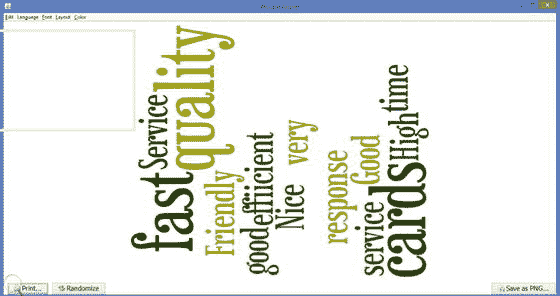 Edit Language Font Layout Color
fast
Service
quality
Friendly
good
efficient
Nice
very
response
Good
service
cards
High
time
Print...
Randomize
Save as PNG...